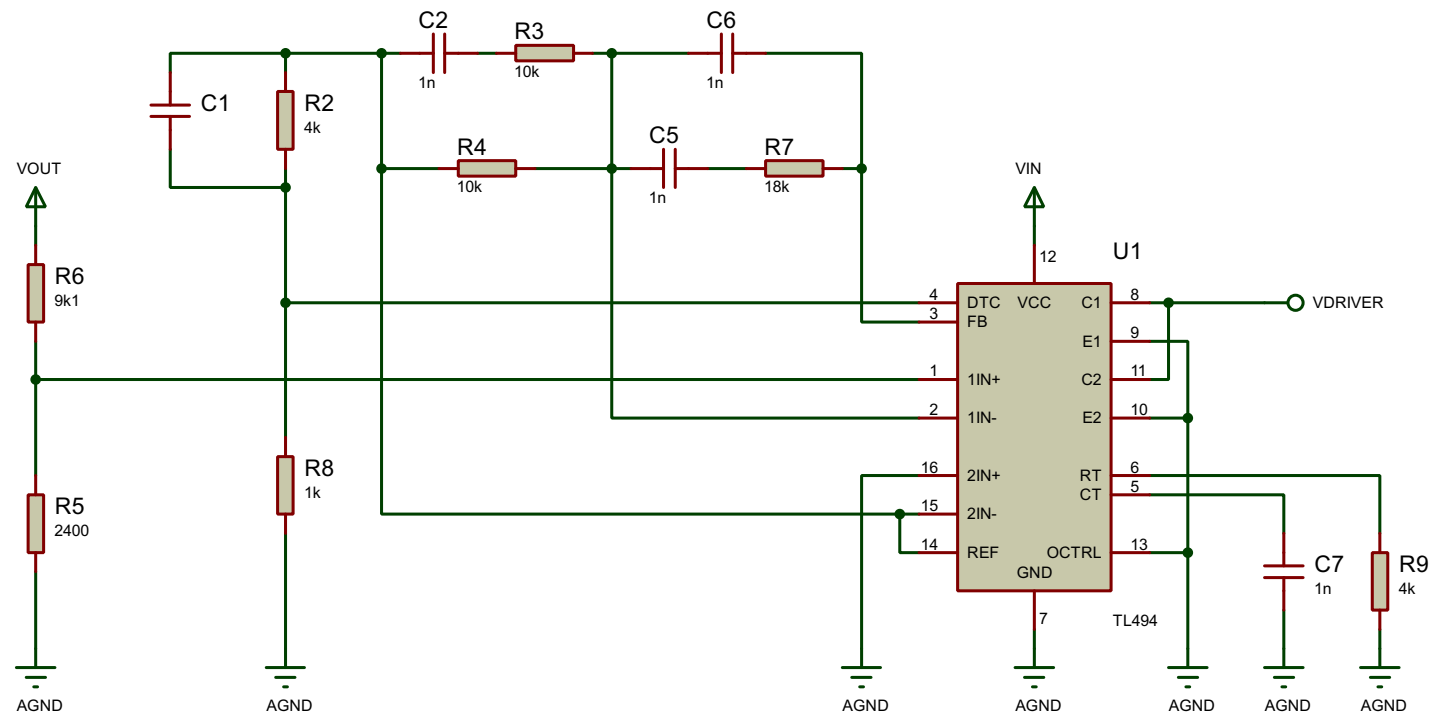 C2
R3
C6
1n
10k
1n
C1
R2
4k
R4
C5
R7
10k
1n
18k
VOUT
VIN
R6
9k1
U1
12
4
DTC
VCC
C1
8
VDRIVER
3
FB
E1
9
1
1IN+
C2
11
2
1IN-
E2
10
R8
1k
16
2IN+
RT
6
CT
5
R5
2400
15
2IN-
14
REF
OCTRL
13
GND
C7
1n
R9
4k
7
TL494
AGND
AGND
AGND
AGND
AGND
AGND
AGND